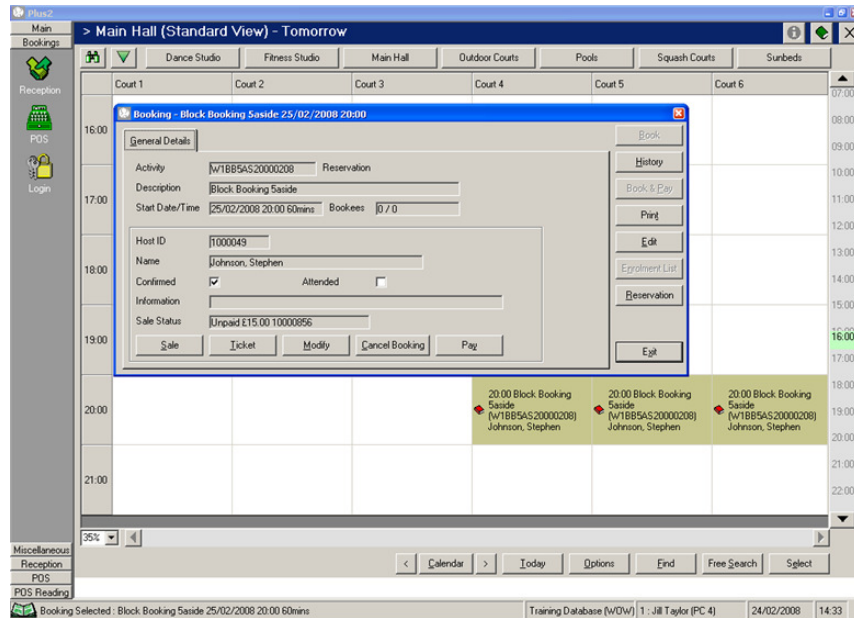 Plus2
Main
Bookings
Reception
POS
Login
Miscellaneous
Reception
POS
POS Reading
> Main Hall (Standard View) - Tomorrow
Dance Studio
Fitness Studio
Main Hall
Outdoor Courts
Pools
Squash Courts
Sunbeds
Court 1
Court 2
Court 3
Court 4
Court 5
Court 6
16:00
17:00
18:00
19:00
20:00
21:00
Booking - Block Booking 5aside 25/02/2008 20:00
General Details
Activity W1BB5AS20000208 Reservation
Description Block Booking 5aside
Start Date/Time 25/02/2008 20:00 60mins Bookees 0 / 0
Host ID 1000049
Name Johnson, Stephen
Confirmed Attended
Information
Sale Status Unpaid £15.00 10000856
Sale Ticket Modify Cancel Booking Pay
Book
History
Book & Pay
Print
Edit
Enrolment List
Reservation
Exit
20:00 Block Booking
5aside
(W1BB5AS20000208)
Johnson, Stephen
20:00 Block Booking
5aside
(W1BB5AS20000208)
Johnson, Stephen
20:00 Block Booking
5aside
(W1BB5AS20000208)
Johnson, Stephen
07:00
08:00
09:00
10:00
11:00
12:00
13:00
14:00
15:00
16:00
17:00
18:00
19:00
20:00
21:00
22:00
35%
< Calendar > Today Options Find Free Search Select
Booking Selected : Block Booking 5aside 25/02/2008 20:00 60mins
Training Database (WOW) 1 : Jill Taylor (PC 4) 24/02/2008 14:33